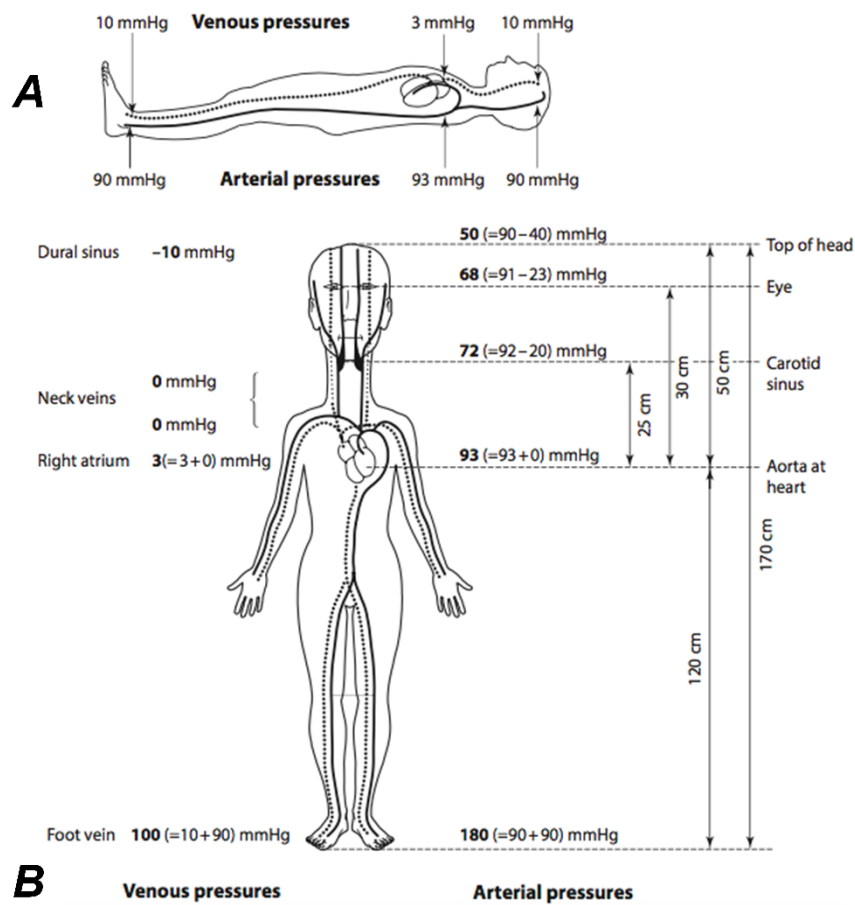 10 mmHg Venous pressures 3 mmHg 10 mmHg
A
90 mmHg Arterial pressures 93 mmHg 90 mmHg
50 (=90–40) mmHg
Dural sinus –10 mmHg
Top of head
68 (=91–23) mmHg
Eye
72 (=92–20) mmHg
Carotid
sinus
0 mmHg
Neck veins
0 mmHg
25 cm
30 cm
50 cm
Right atrium 3(=3+0) mmHg
93 (=93+0) mmHg
Aorta at
heart
170 cm
120 cm
Foot vein 100 (=10+90) mmHg
180 (=90+90) mmHg
B
Venous pressures Arterial pressures